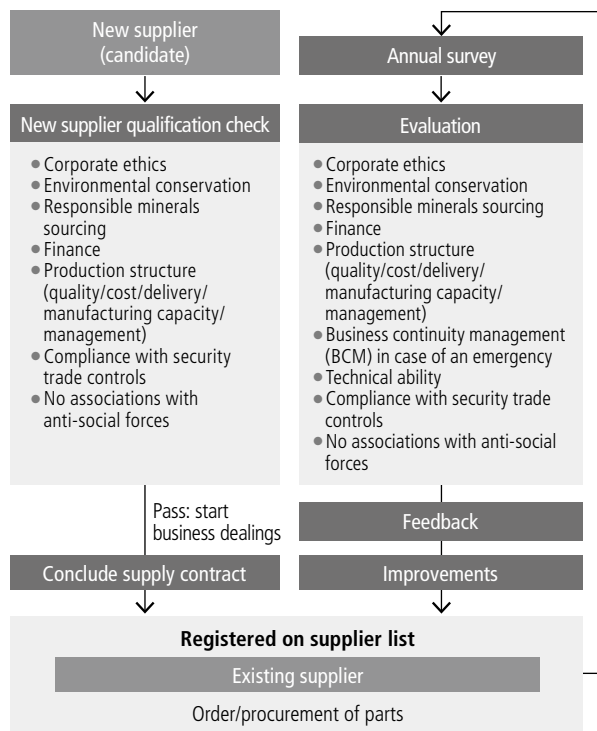 New supplier
(candidate)
New supplier qualification check
● Corporate ethics
● Environmental conservation
● Responsible minerals
sourcing
● Finance
● Production structure
(quality/cost/delivery/
manufacturing capacity/
management)
● Compliance with security
trade controls
● No associations with
anti-social forces
Pass: start
business dealings
Conclude supply contract
Annual survey
Evaluation
● Corporate ethics
● Environmental conservation
● Responsible minerals sourcing
● Finance
● Production structure
(quality/cost/delivery/
manufacturing capacity/
management)
● Business continuity management
(BCM) in case of an emergency
● Technical ability
● Compliance with security trade
controls
● No associations with anti-social
forces
Feedback
Improvements
Registered on supplier list
Existing supplier
Order/procurement of parts